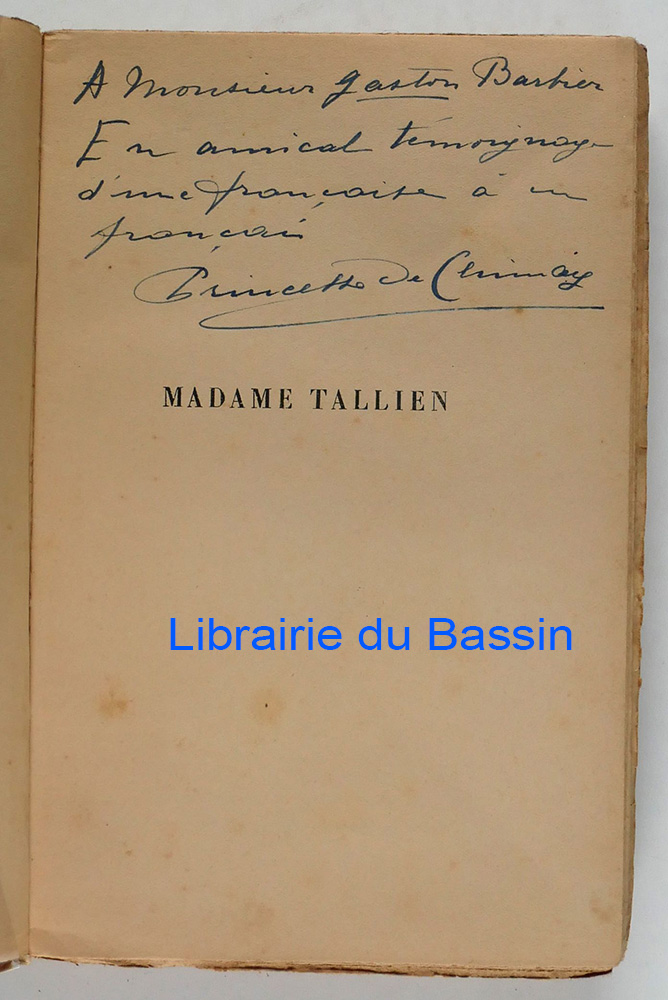 A Monsieur Gaston Barbier
En amical témoignage
d'une française à un
français
Princesse de Chimay
MADAME TALLIEN
Librairie du Bassin